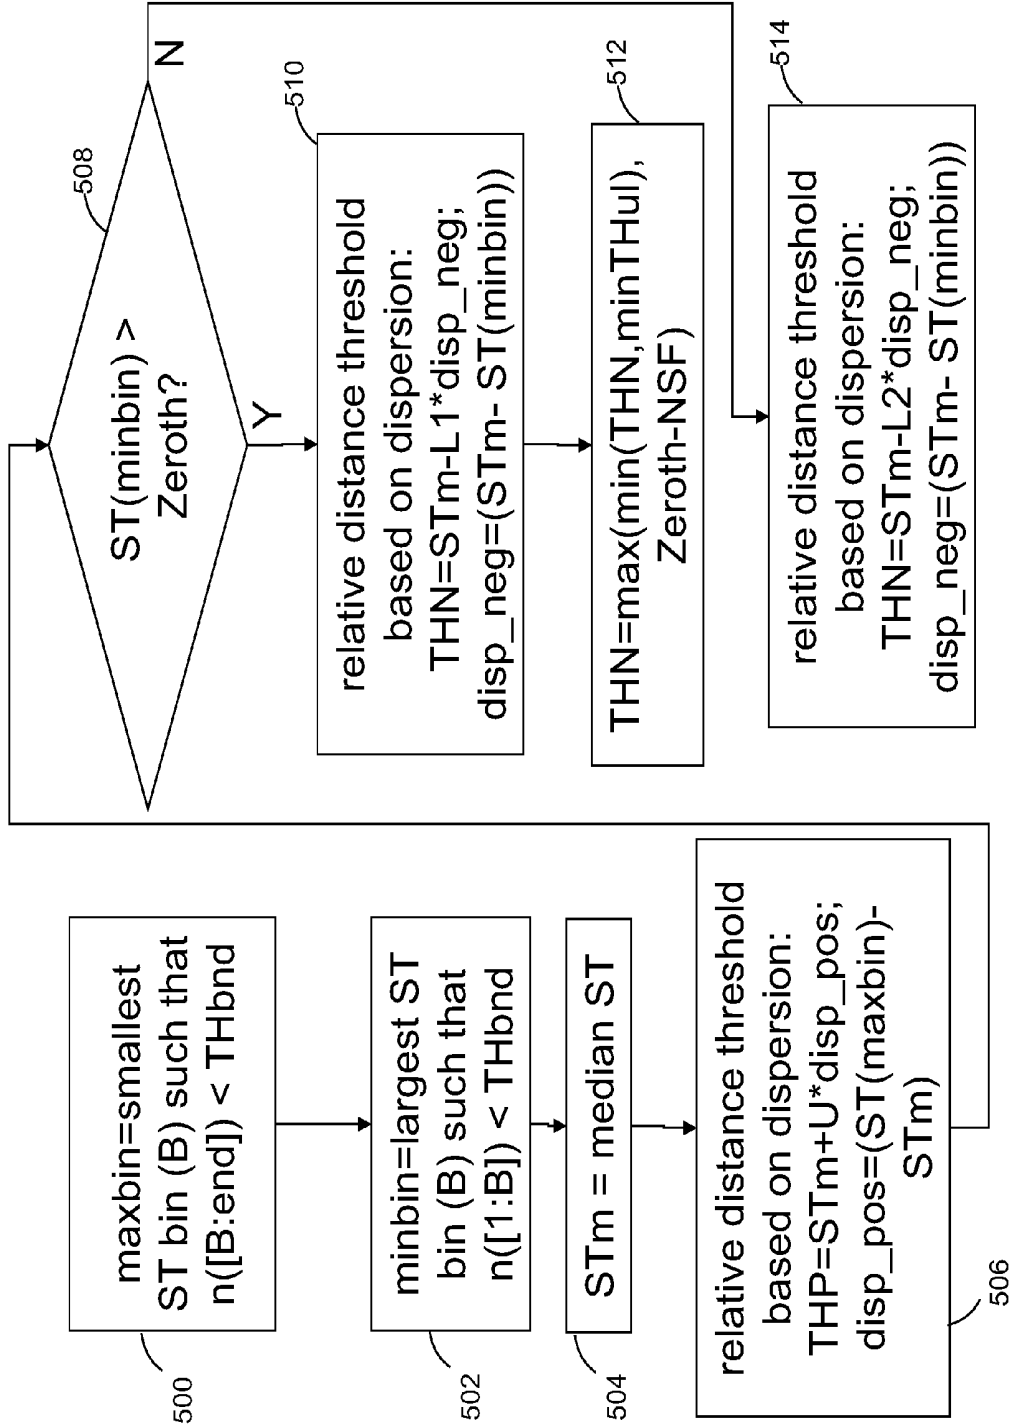 maxbin=smallest
ST bin (B) such that
n([B:end]) < THbnd
500
minbin=largest ST
bin (B) such that
n([1:B]) < THbnd
502
STm = median ST
504
relative distance threshold
based on dispersion:
THP=STm+U*disp_pos;
disp_pos=(ST(maxbin)-
STm)
506
ST(minbin) >
Zeroth?
508
N
Y
relative distance threshold
based on dispersion:
THN=STm-L1*disp_neg;
disp_neg=(STm- ST(minbin))
510
THN=max(min(THN,minTHul),
Zeroth-NSF)
512
relative distance threshold
based on dispersion:
THN=STm-L2*disp_neg;
disp_neg=(STm- ST(minbin))
514